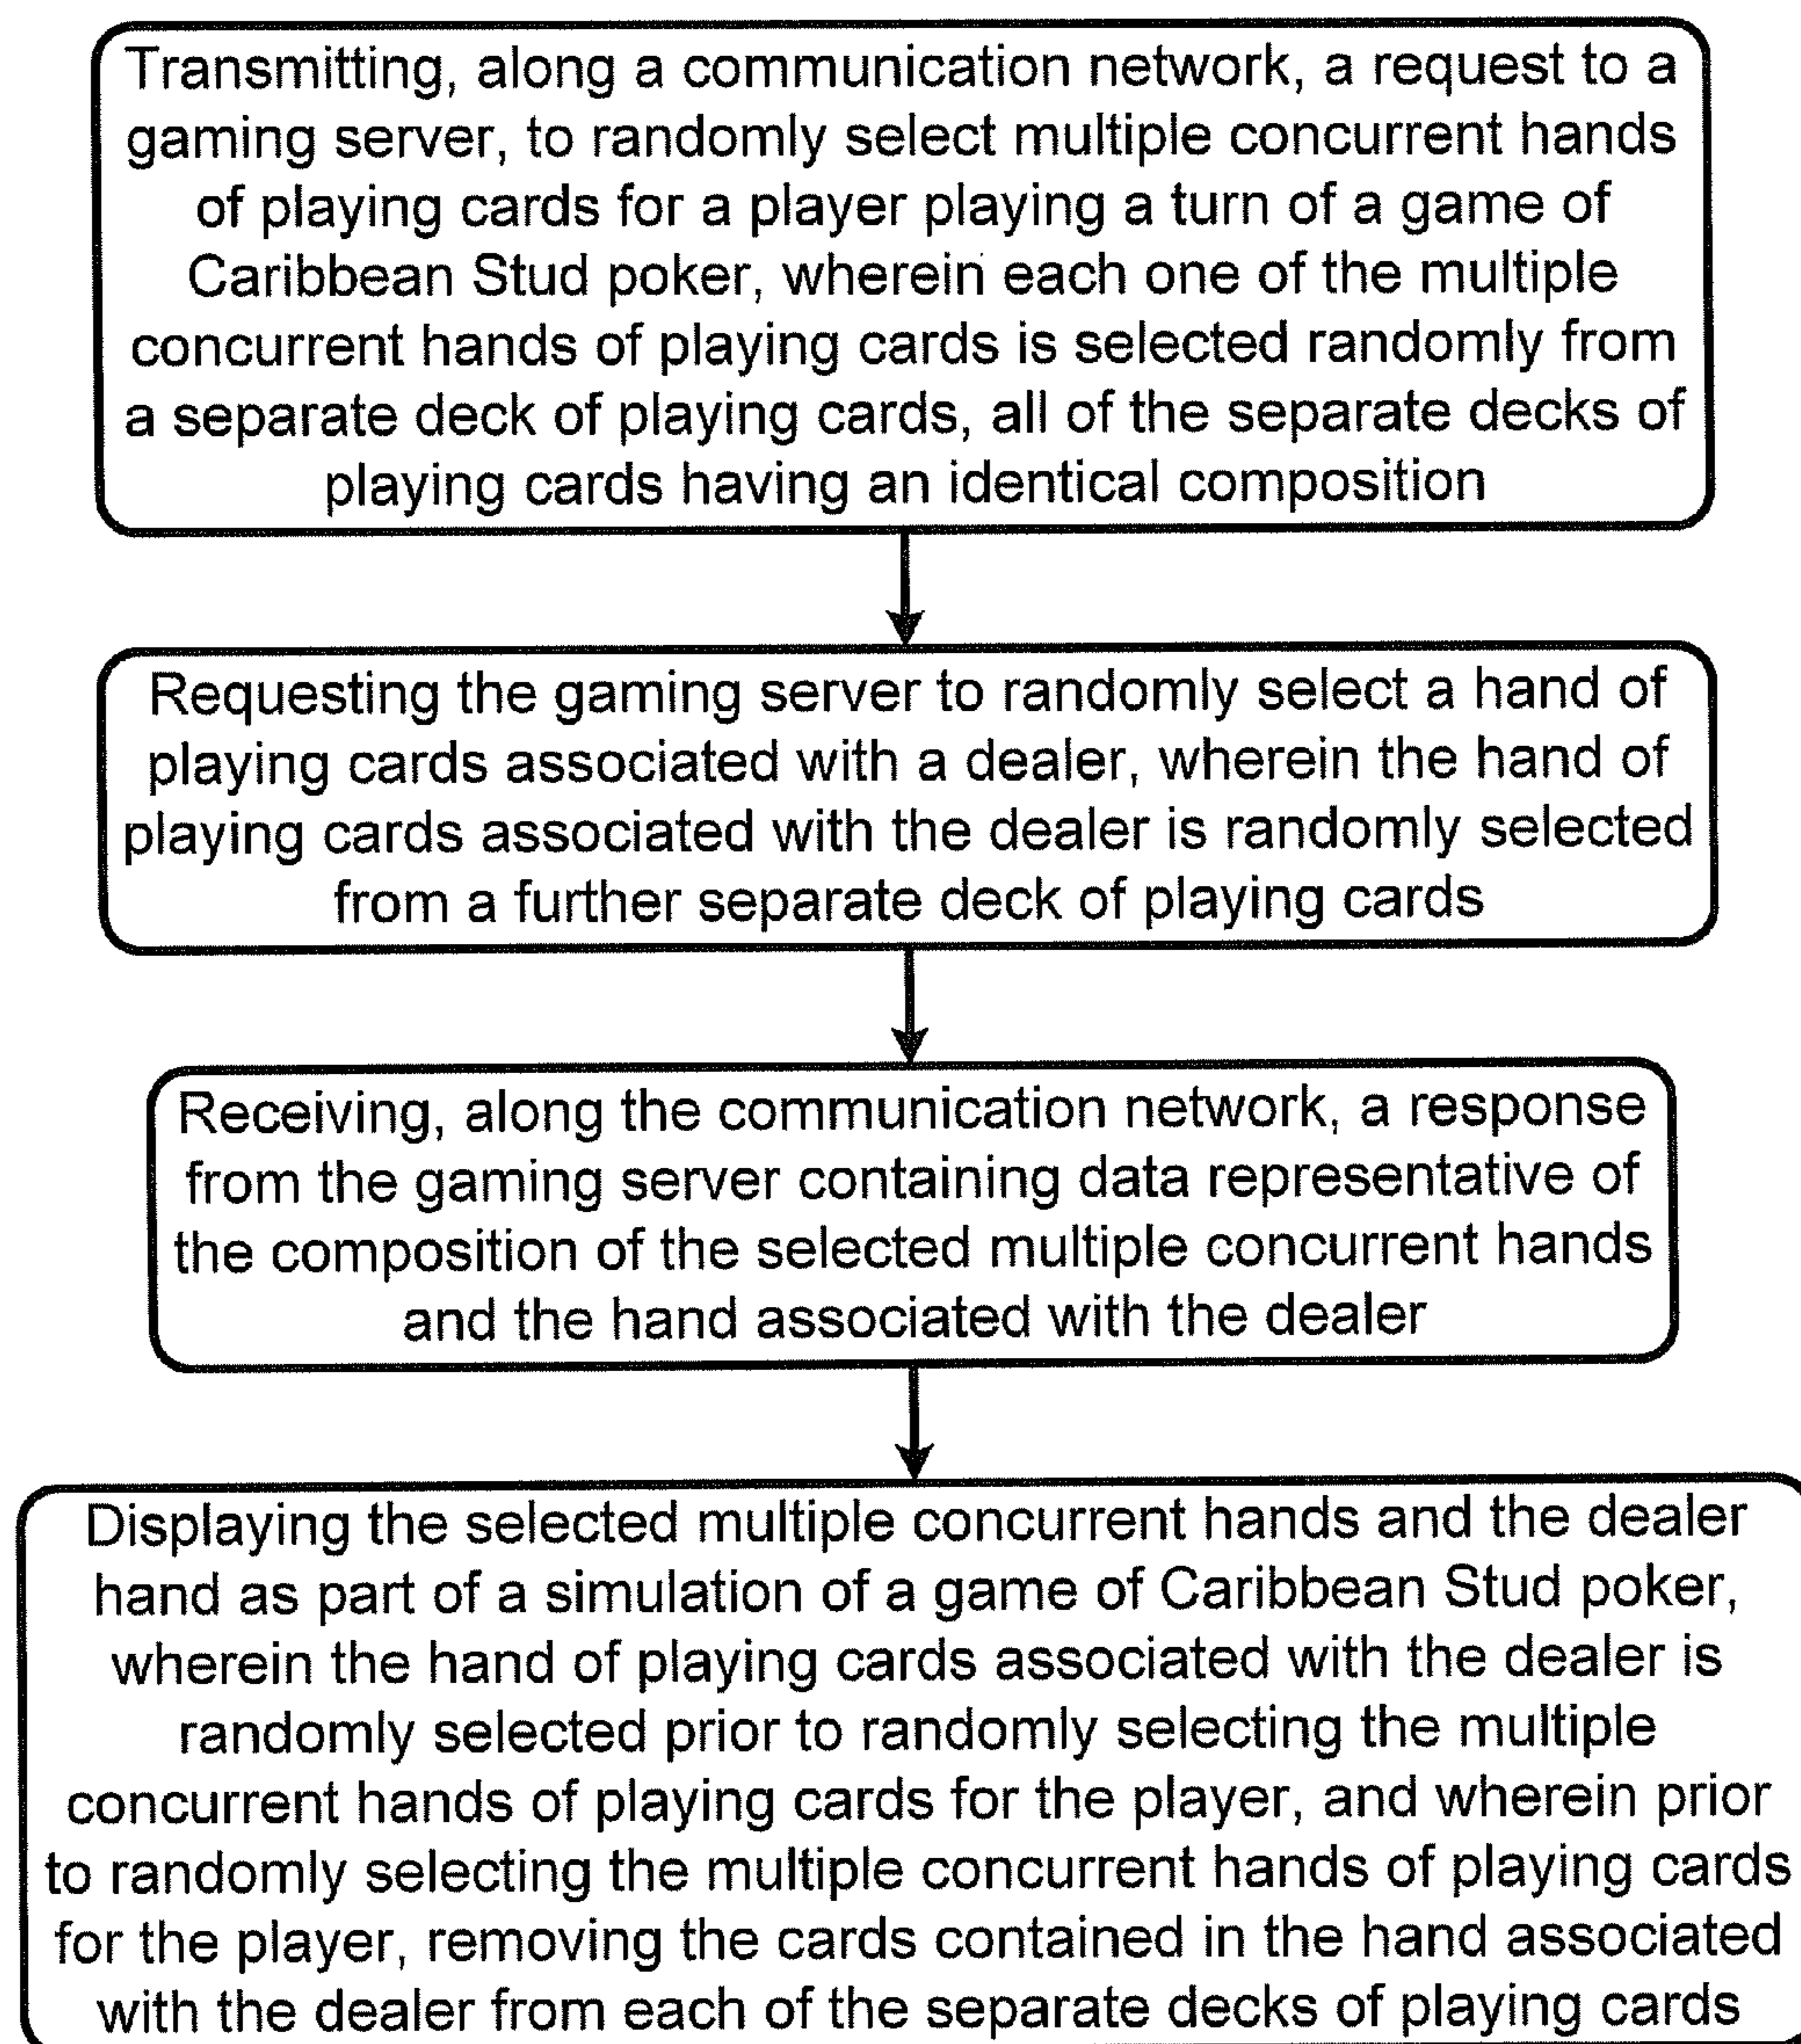 Transmitting, along a communication network, a request to a
gaming server, to randomly select multiple concurrent hands
of playing cards for a player playing a turn of a game of
Caribbean Stud poker, wherein each one of the multiple
concurrent hands of playing cards is selected randomly from
a separate deck of playing cards, all of the separate decks of
playing cards having an identical composition
Requesting the gaming server to randomly select a hand of
playing cards associated with a dealer, wherein the hand of
playing cards associated with the dealer is randomly selected
from a further separate deck of playing cards
Receiving, along the communication network, a response
from the gaming server containing data representative of
the composition of the selected multiple concurrent hands
and the hand associated with the dealer
Displaying the selected multiple concurrent hands and the dealer
hand as part of a simulation of a game of Caribbean Stud poker,
wherein the hand of playing cards associated with the dealer is
randomly selected prior to randomly selecting the multiple
concurrent hands of playing cards for the player, and wherein prior
to randomly selecting the multiple concurrent hands of playing cards
for the player, removing the cards contained in the hand associated
with the dealer from each of the separate decks of playing cards